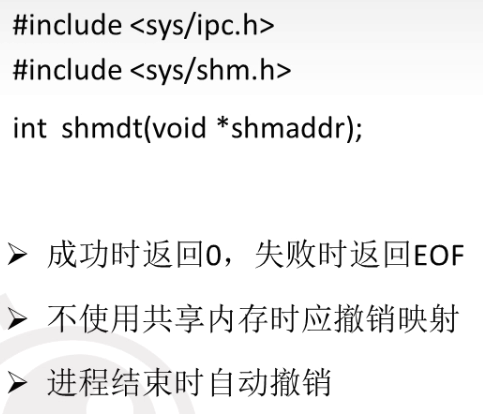 #include <sys/ipc.h>
#include <sys/shm.h>
int shmdt(void *shmaddr);
➢ 成功时返回0，失败时返回EOF
➢ 不使用共享内存时应撤销映射
➢ 进程结束时自动撤销